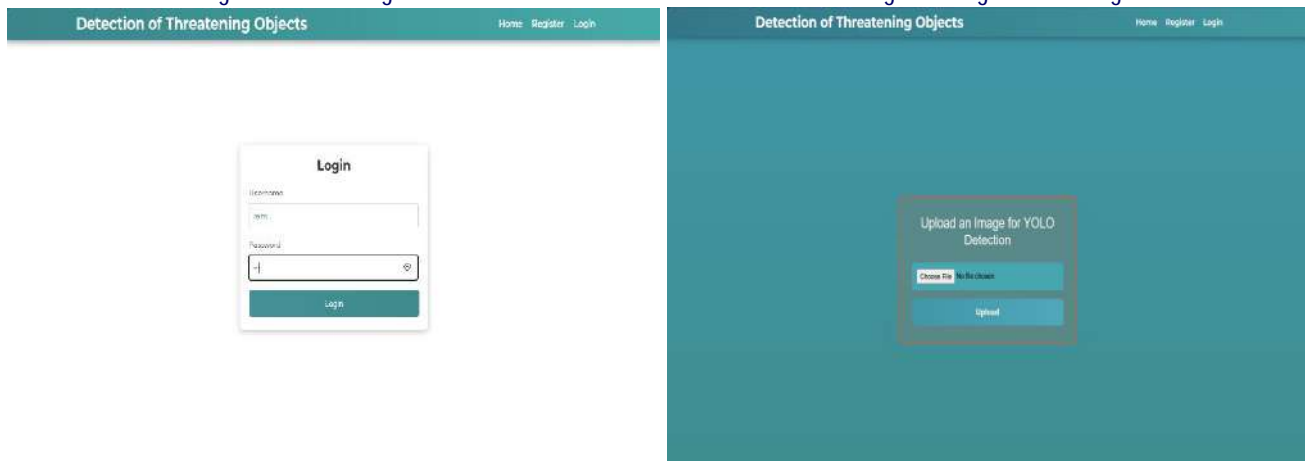 Detection of Threatening Objects
Home Register Login
Login
Username
Password
Login
Detection of Threatening Objects
Home Register Login
Upload an Image for YOLO
Detection
Choose File No file chosen
Upload